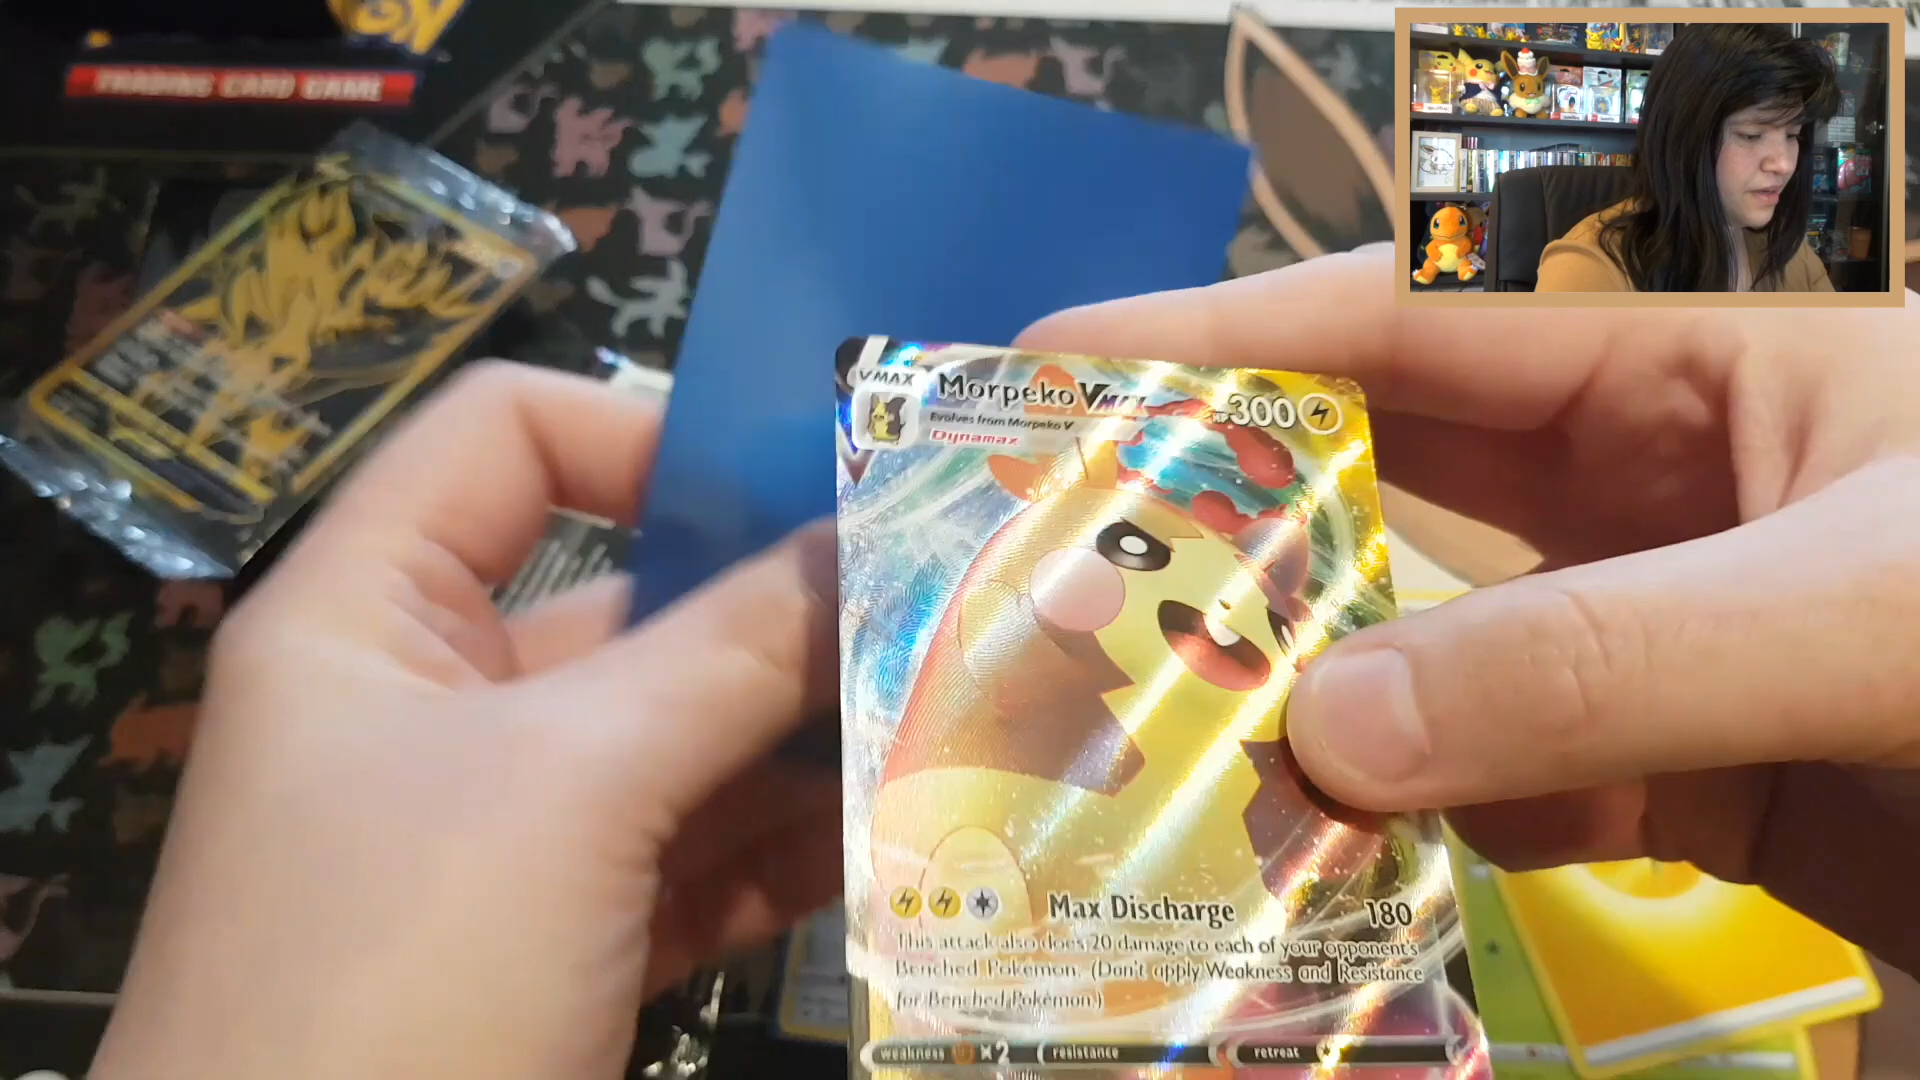 TRADING CARD GAME
VMAX
Morpeko VMAX
HP 300
Evolves from Morpeko V
Dynamax
Max Discharge 180
This attack also does 20 damage to each of your opponent's
Benched Pokémon. (Don't apply Weakness and Resistance
for Benched Pokémon.)
weakness ×2 resistance retreat